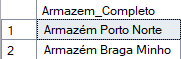 Armazem_Completo
1 Armazém Porto Norte
2 Armazém Braga Minho